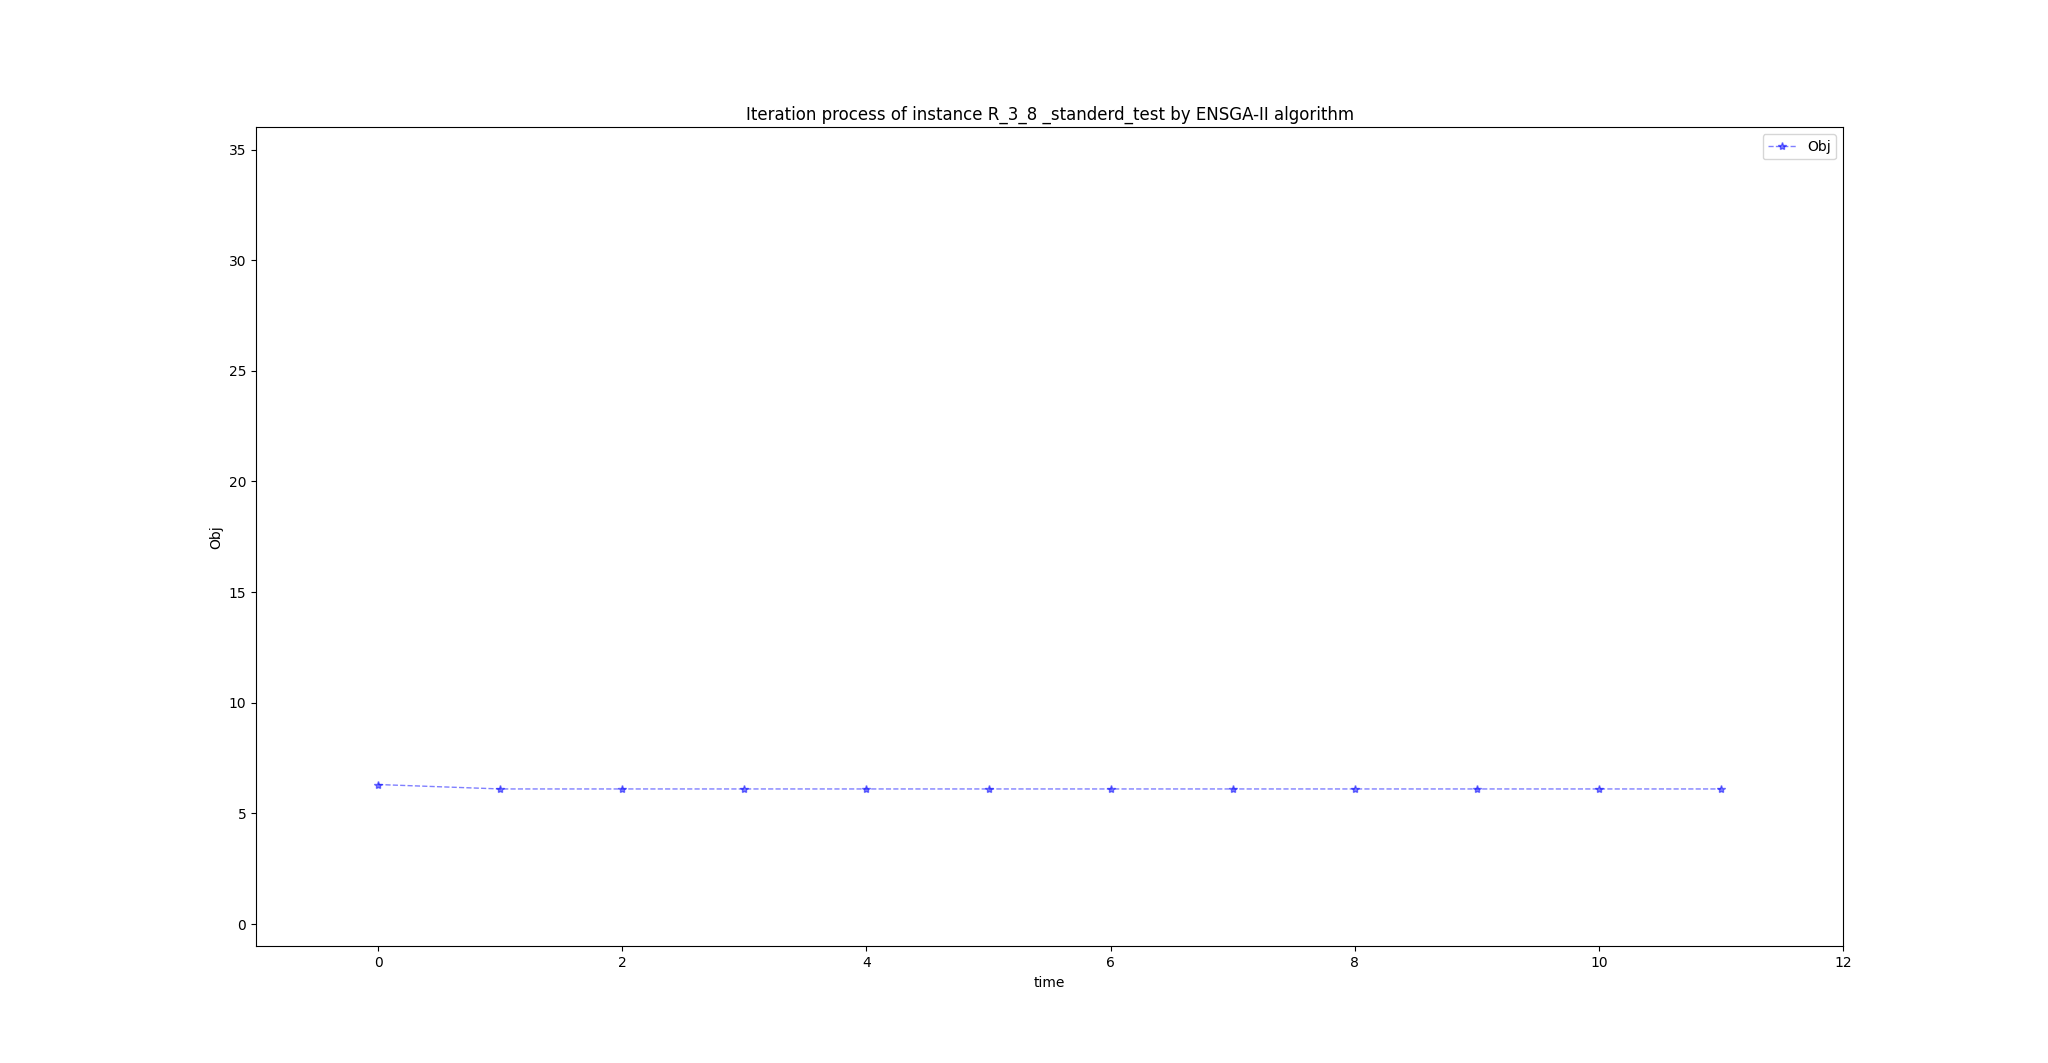 Iteration process of instance R_3_8 _standerd_test by ENSGA-II algorithm
Obj
35
30
25
20
15
10
5
0
Obj
0 2 4 6 8 10 12
time